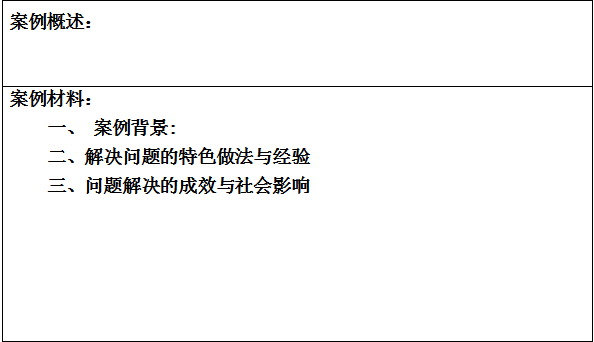 案例概述：
案例材料：
一、 案例背景:
二、解决问题的特色做法与经验
三、问题解决的成效与社会影响